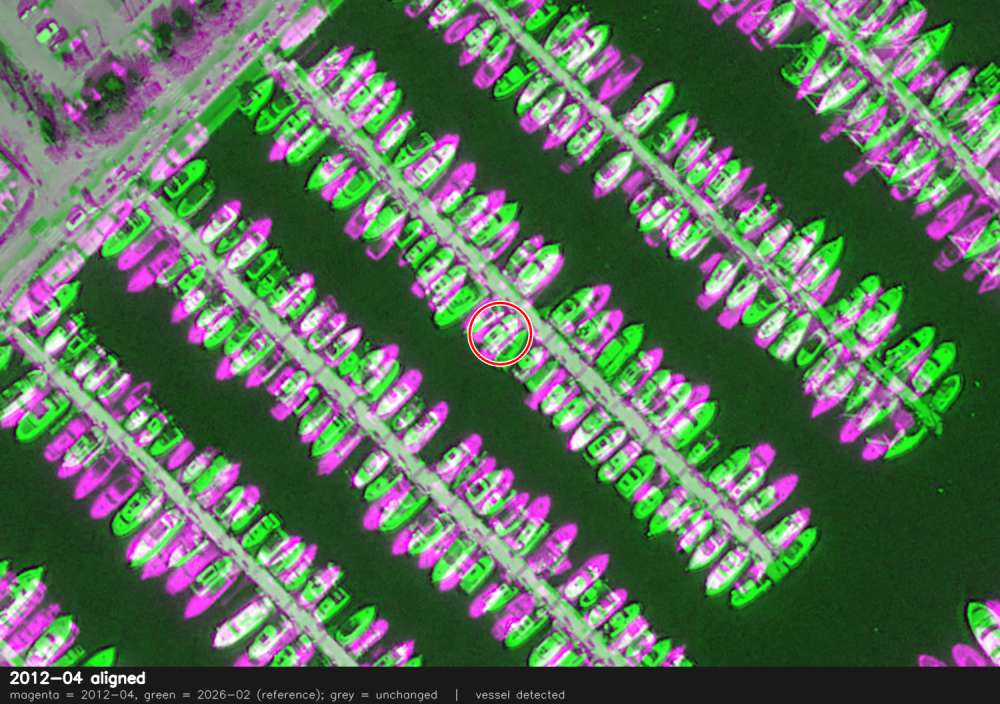 2012-04 aligned
magenta = 2012-04, green = 2026-02 (reference); grey = unchanged | vessel detected